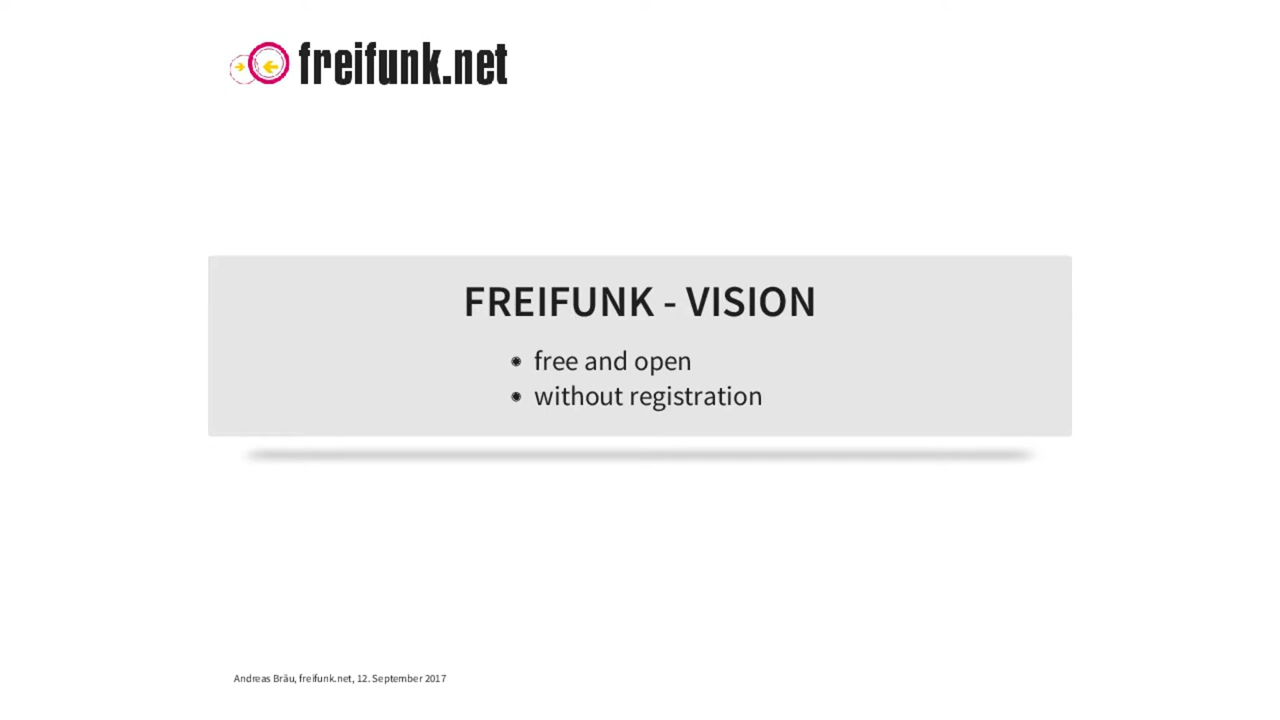 freifunk.net
FREIFUNK - VISION
• free and open
• without registration
Andreas Bräu, freifunk.net, 12. September 2017